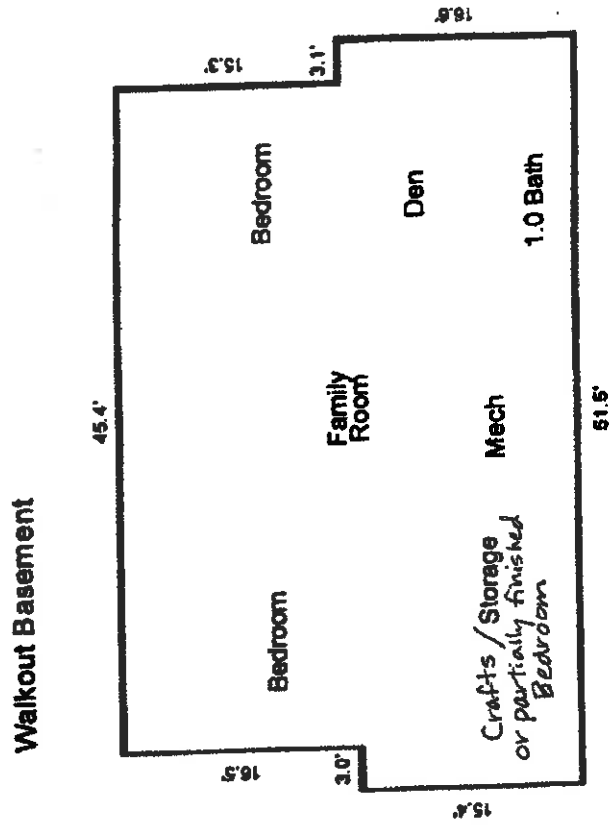 Walkout Basement
45.4'
15.3'
16.5'
3.1'
3.0'
16.6'
15.4'
Bedroom
Bedroom
Family
Room
Den
Mech
1.0 Bath
Crafts / Storage
or partially finished
Bedroom
51.5'